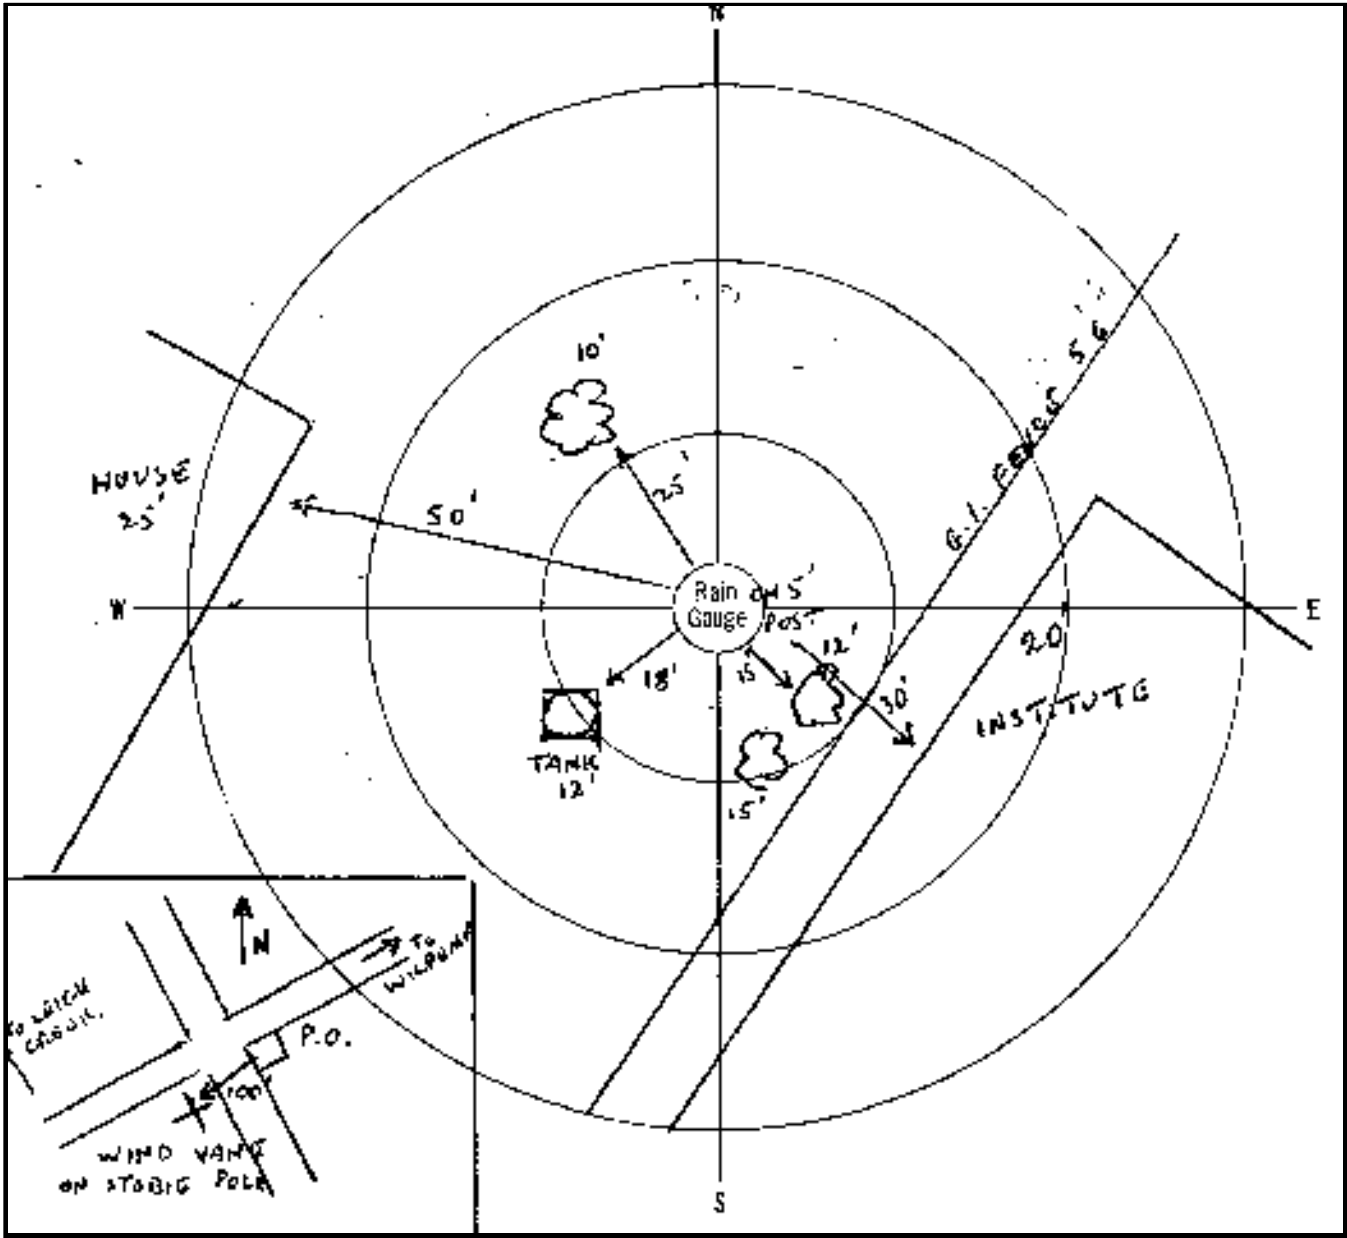 N
10'
HOUSE
25'
50'
25'
G.I. FENCE 5 6
W
Rain
Gauge
ON 5'
POST
E
18'
15
12'
30'
20
INSTITUTE
TANK
12'
15'
N
TO
WILPENA
TO LEIGH
CREEK.
P.O.
100'
WIND VANE
ON STOBIE POLE
S